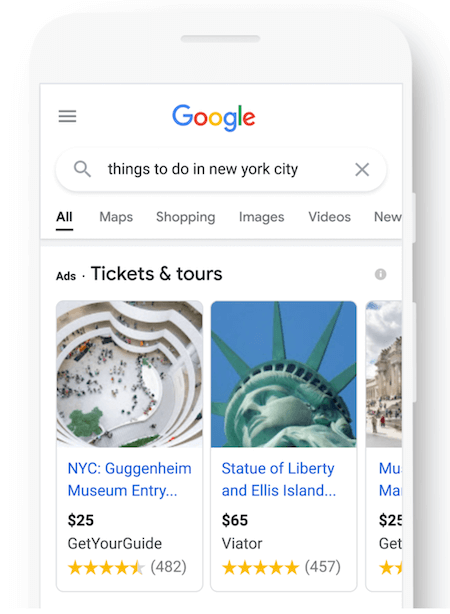 Google
things to do in new york city
All Maps Shopping Images Videos New
Ads · Tickets & tours
NYC: Guggenheim
Museum Entry...
$25
GetYourGuide
(482)
Statue of Liberty
and Ellis Island...
$65
Viator
(457)
Mu
Ma
$25
Get